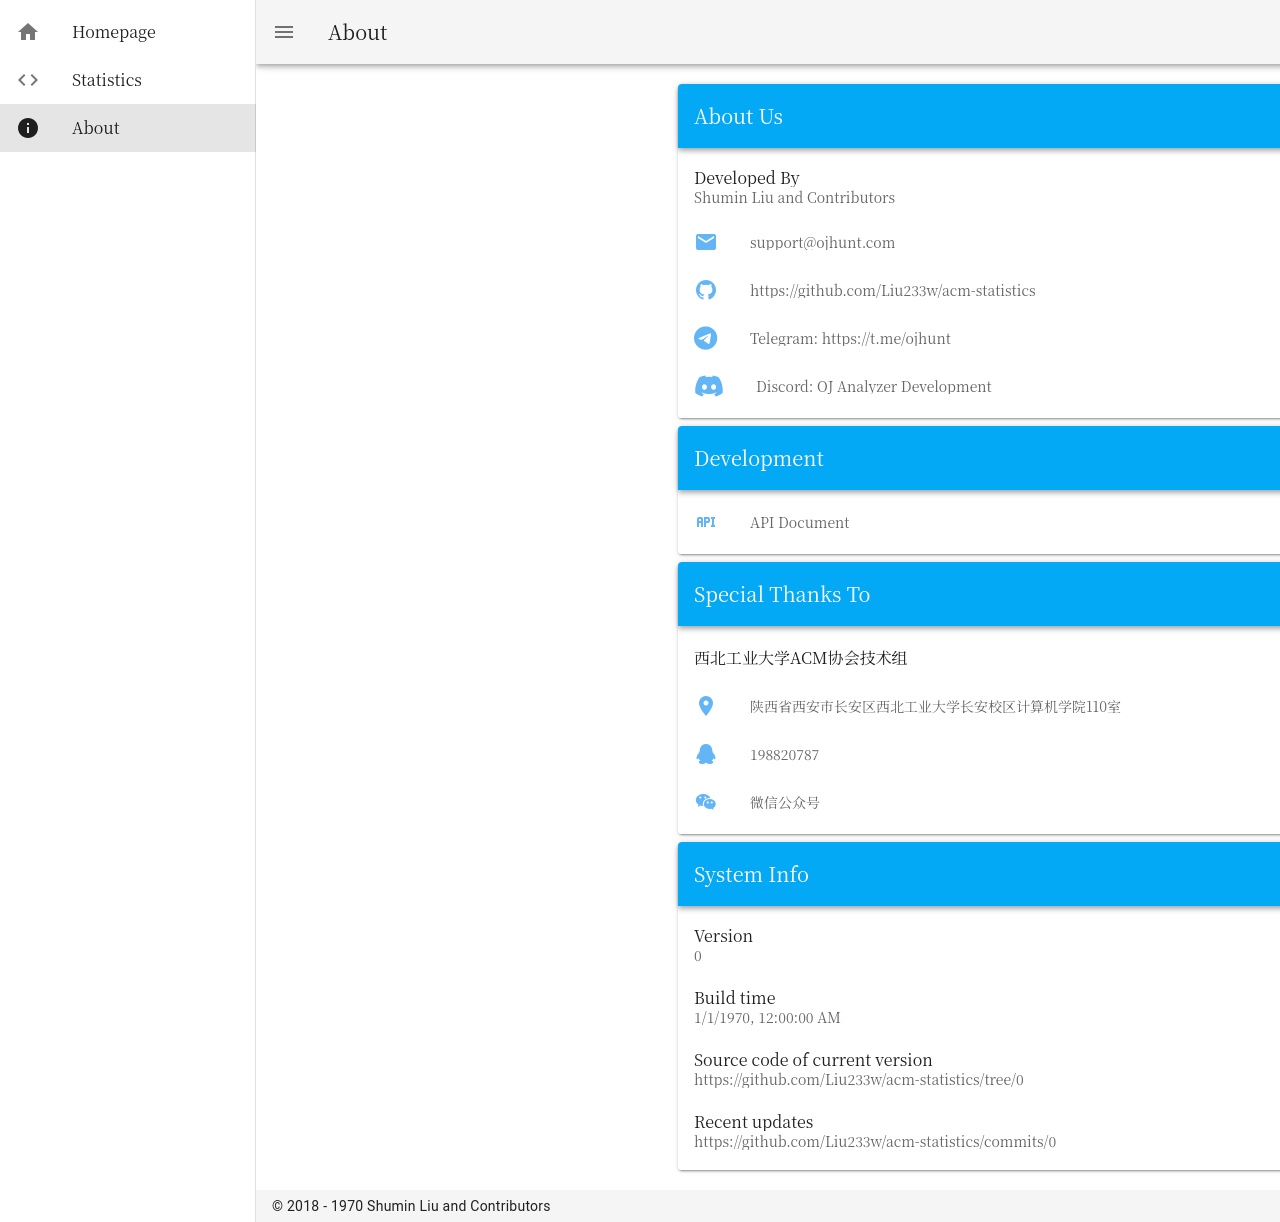 Homepage
Statistics
About
About
About Us
Developed By
Shumin Liu and Contributors
support@ojhunt.com
https://github.com/Liu233w/acm-statistics
Telegram: https://t.me/ojhunt
Discord: OJ Analyzer Development
Development
API
API Document
Special Thanks To
西北工业大学ACM协会技术组
陕西省西安市长安区西北工业大学长安校区计算机学院110室
198820787
微信公众号
System Info
Version
0
Build time
1/1/1970, 12:00:00 AM
Source code of current version
https://github.com/Liu233w/acm-statistics/tree/0
Recent updates
https://github.com/Liu233w/acm-statistics/commits/0
© 2018 - 1970 Shumin Liu and Contributors